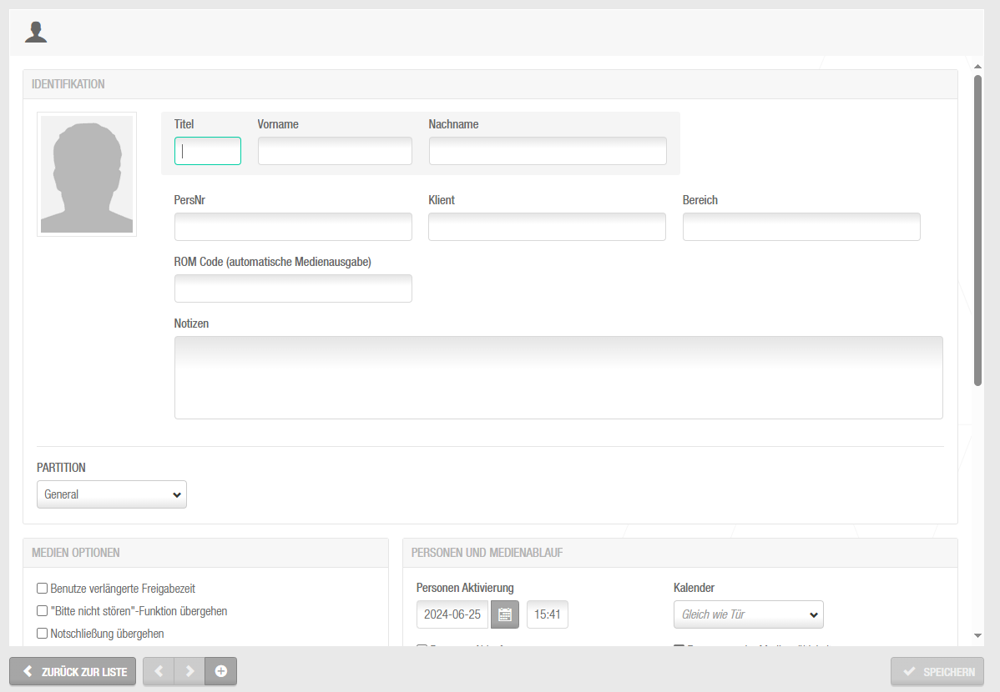 IDENTIFIKATION
Titel Vorname Nachname
PersNr Klient Bereich
ROM Code (automatische Medienausgabe)
Notizen
PARTITION
General
MEDIEN OPTIONEN
Benutze verlängerte Freigabezeit
"Bitte nicht stören"-Funktion übergehen
Notschließung übergehen
PERSONEN UND MEDIENABLAUF
Personen Aktivierung Kalender
2024-06-25 15:41 Gleich wie Tür
ZURÜCK ZUR LISTE SPEICHERN